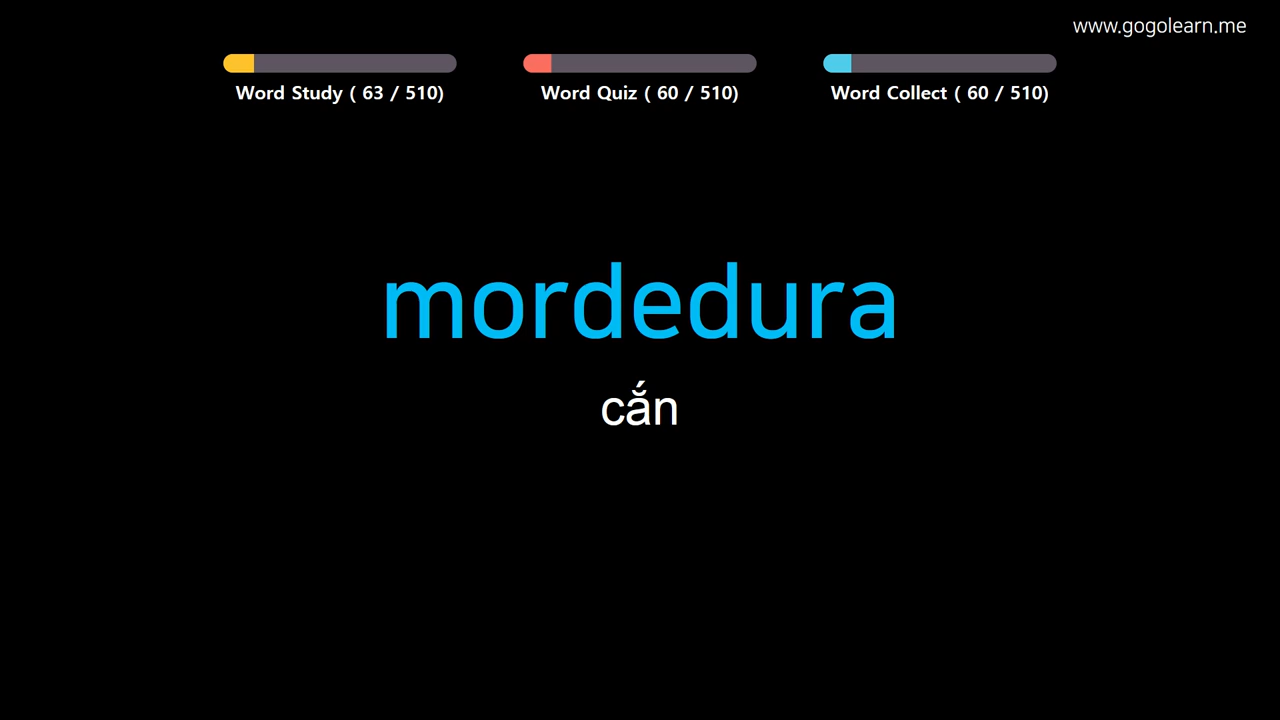 www.gogolearn.me
Word Study ( 63 / 510)
Word Quiz ( 60 / 510)
Word Collect ( 60 / 510)
mordedura
cắn